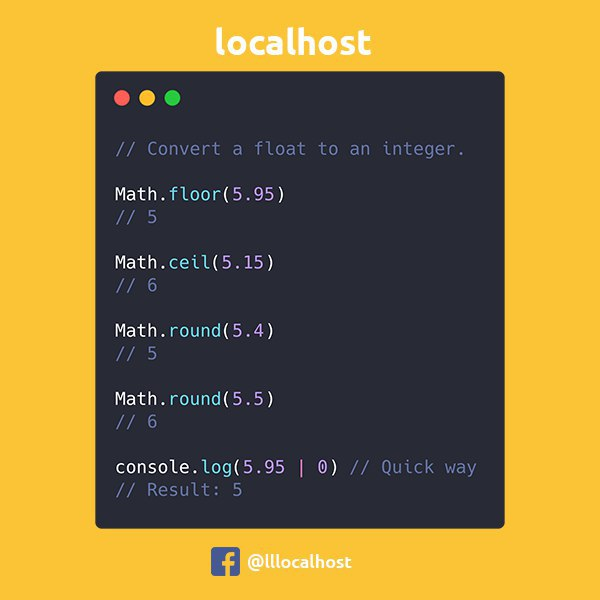 localhost
// Convert a float to an integer.
Math.floor(5.95)
// 5
Math.ceil(5.15)
// 6
Math.round(5.4)
// 5
Math.round(5.5)
// 6
console.log(5.95 | 0) // Quick way
// Result: 5
@lllocalhost